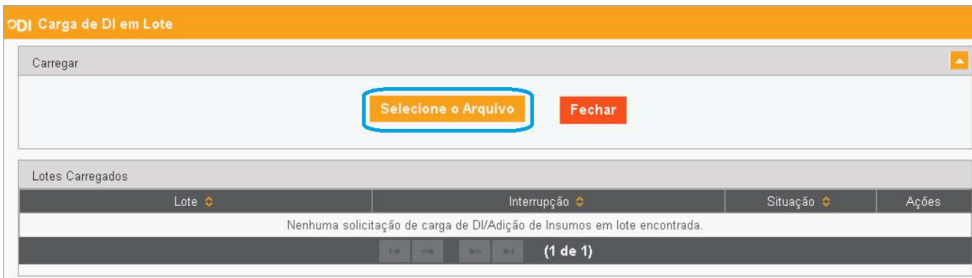 ODI Carga de DI em Lote
Carregar
Selecione o Arquivo Fechar
Lotes Carregados
Lote Interrupção Situação Ações
Nenhuma solicitação de carga de DI/Adição de Insumos em lote encontrada.
(1 de 1)